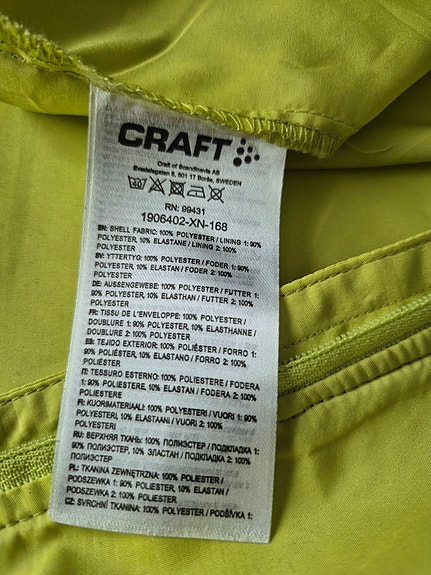 CRAFT
Craft of Scandinavia AB
Evedalsgatan 5, 501 17 Borås, SWEDEN
40
RN: 99431
1906402-XN-168
EN: SHELL FABRIC: 100% POLYESTER / LINING 1: 90%
POLYESTER, 10% ELASTANE / LINING 2: 100%
POLYESTER
SV: YTTERTYG: 100% POLYESTER / FODER 1: 90%
POLYESTER, 10% ELASTAN / FODER 2: 100%
POLYESTER
DE: AUSSENGEWEBE: 100% POLYESTER / FUTTER 1:
90% POLYESTER, 10% ELASTHAN / FUTTER 2: 100%
POLYESTER
FR: TISSU DE L'ENVELOPPE: 100% POLYESTER /
DOUBLURE 1: 90% POLYESTER, 10% ELASTHANNE /
DOUBLURE 2: 100% POLYESTER
ES: TEJIDO EXTERIOR: 100% POLIÉSTER / FORRO 1:
90% POLIÉSTER, 10% ELASTANO / FORRO 2: 100%
POLIÉSTER
IT: TESSURO ESTERNO: 100% POLIESTERE / FODERA
1: 90% POLIESTERE, 10% ELASTAN / FODERA 2: 100%
POLIESTERE
FI: KUORIMATERIAALI: 100% POLYESTERI / VUORI 1: 90%
POLYESTERI, 10% ELASTAANI / VUORI 2: 100%
POLYESTERI
RU: ВЕРХНЯЯ ТКАНЬ: 100% ПОЛИЭСТЕР / ПОДКЛАДКА 1:
90% ПОЛИЭСТЕР, 10% ЭЛАСТАН / ПОДКЛАДКА 2: 100%
ПОЛИЭСТЕР
PL: TKANINA ZEWNĘTRZNA: 100% POLIESTER /
PODSZEWKA 1: 90% POLIESTER, 10% ELASTAN /
PODSZEWKA 2: 100% POLIESTER
CZ: SVRCHNÍ TKANINA: 100% POLYESTER / PODŠÍVKA 1: